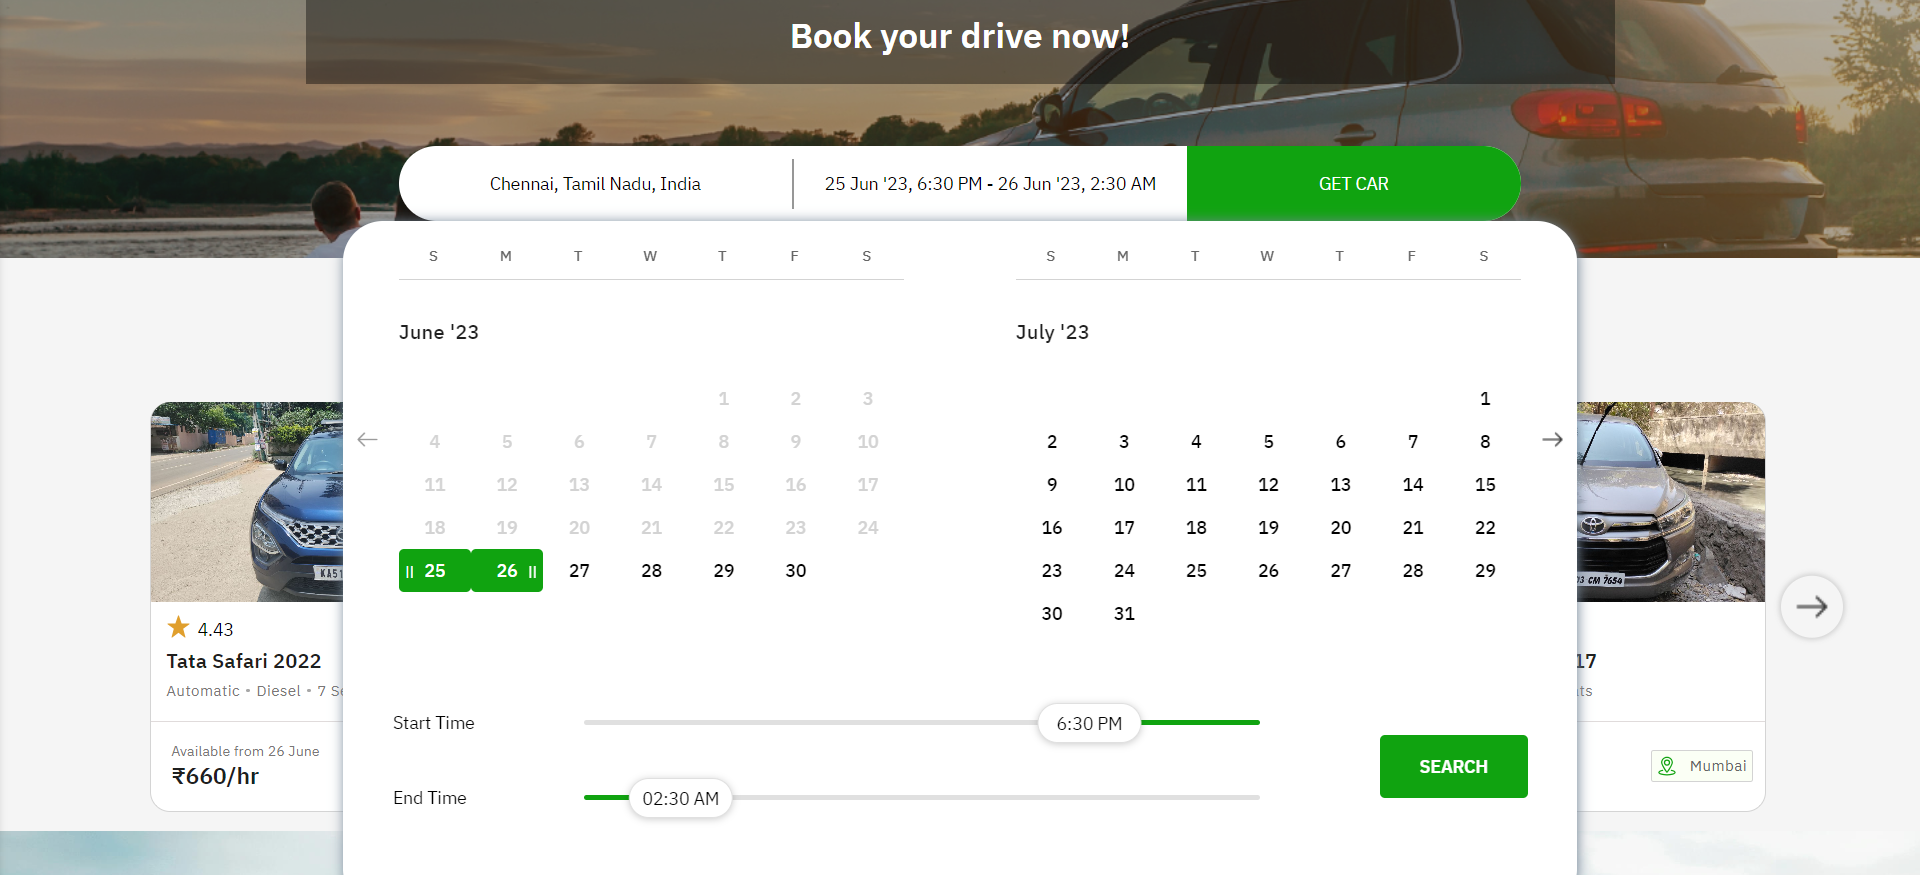 Book your drive now!
Chennai, Tamil Nadu, India
25 Jun '23, 6:30 PM - 26 Jun '23, 2:30 AM
GET CAR
S M T W T F S
June '23
1 2 3
4 5 6 7 8 9 10
11 12 13 14 15 16 17
18 19 20 21 22 23 24
25 26 27 28 29 30
S M T W T F S
July '23
1
2 3 4 5 6 7 8
9 10 11 12 13 14 15
16 17 18 19 20 21 22
23 24 25 26 27 28 29
30 31
Start Time
6:30 PM
End Time
02:30 AM
SEARCH
KA51
4.43
Tata Safari 2022
Automatic • Diesel • 7 Se
Available from 26 June
₹660/hr
03 CM 7654
17
ts
Mumbai